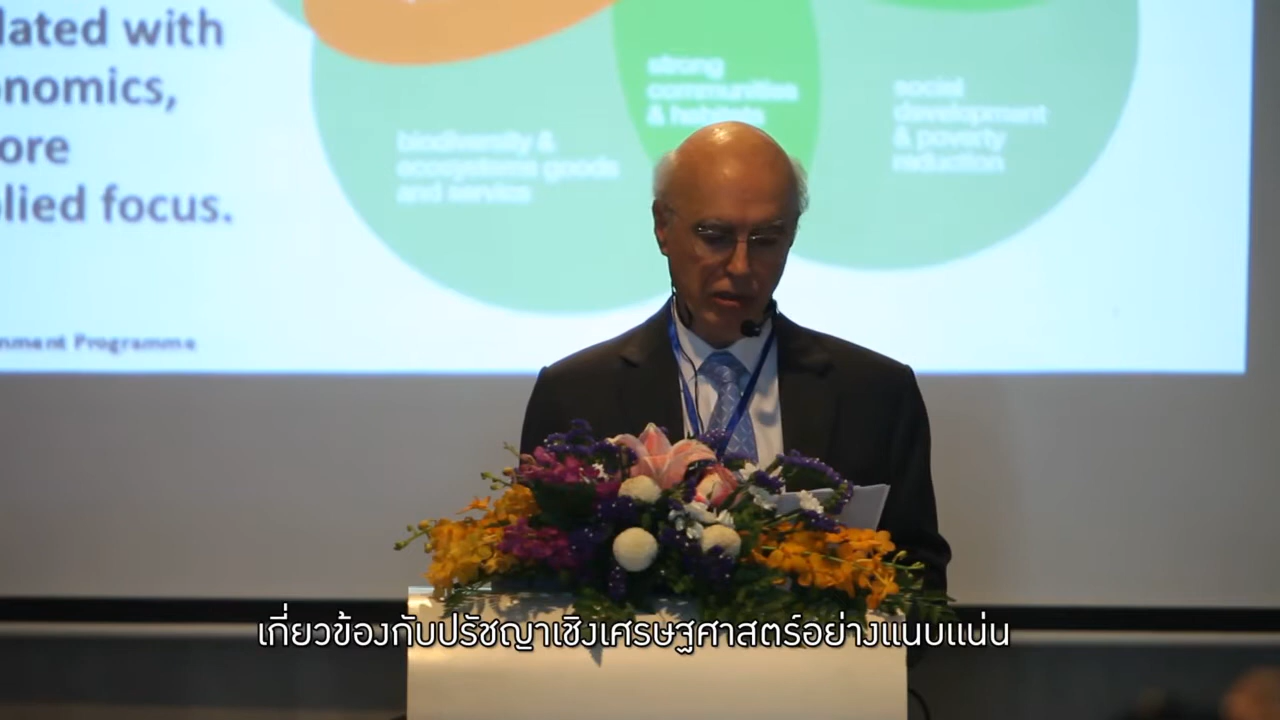 lated with
onomics,
ore
lied focus.
nment Programme
biodiversity &
ecosystems goods
and service
strong
communities
& habitats
social
development
& poverty
reduction
เกี่ยวข้องกับปรัชญาเชิงเศรษฐศาสตร์อย่างแนบแน่น